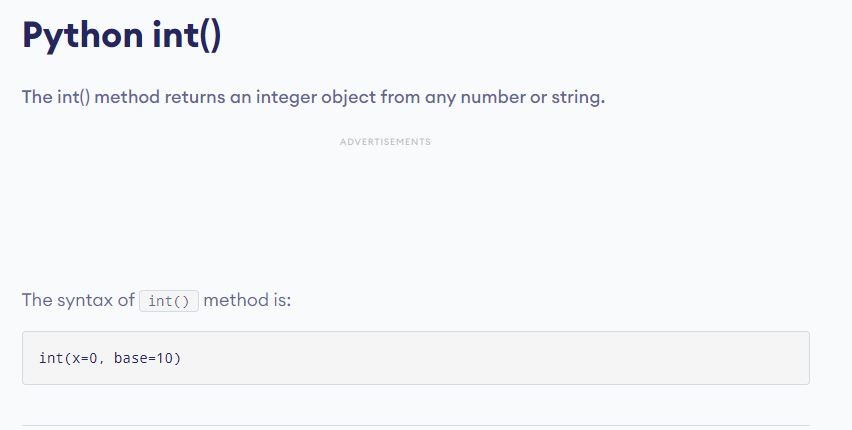 Python int()
The int() method returns an integer object from any number or string.
ADVERTISEMENTS
The syntax of int() method is:
int(x=0, base=10)